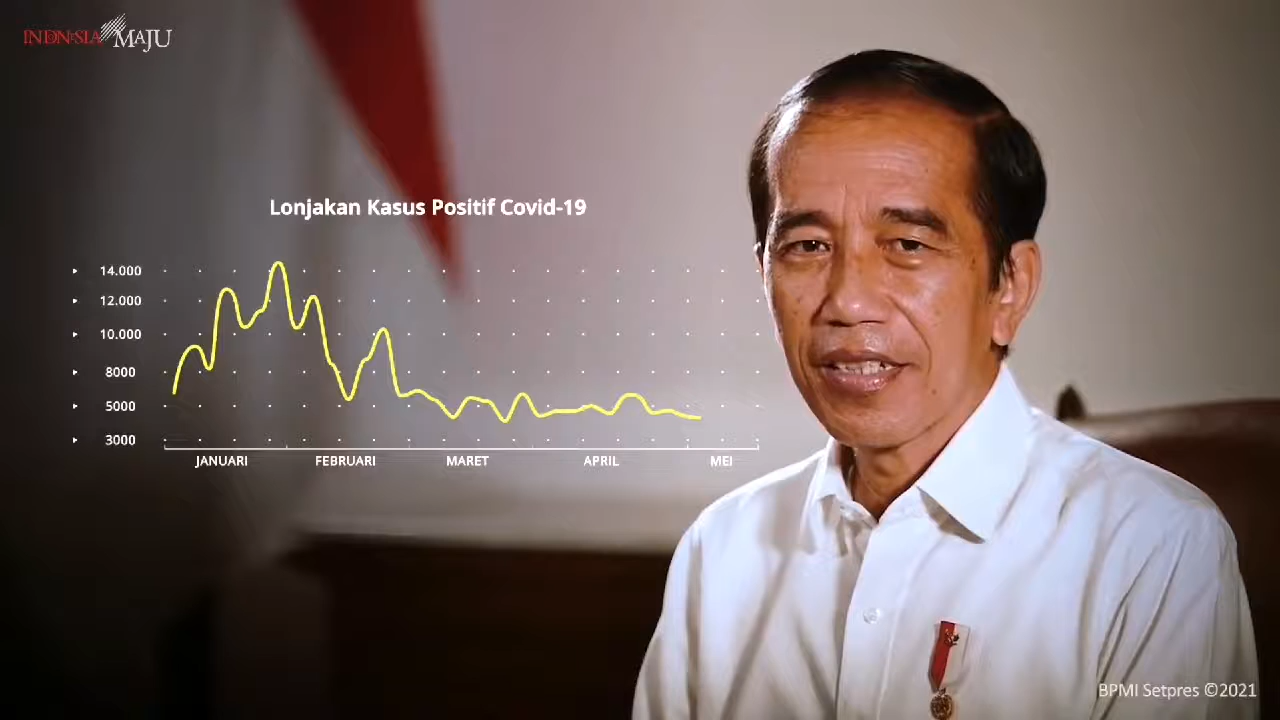 INDONESIA MAJU
Lonjakan Kasus Positif Covid-19
14.000
12.000
10.000
8000
5000
3000
JANUARI FEBRUARI MARET APRIL MEI
BPMI Setpres ©2021